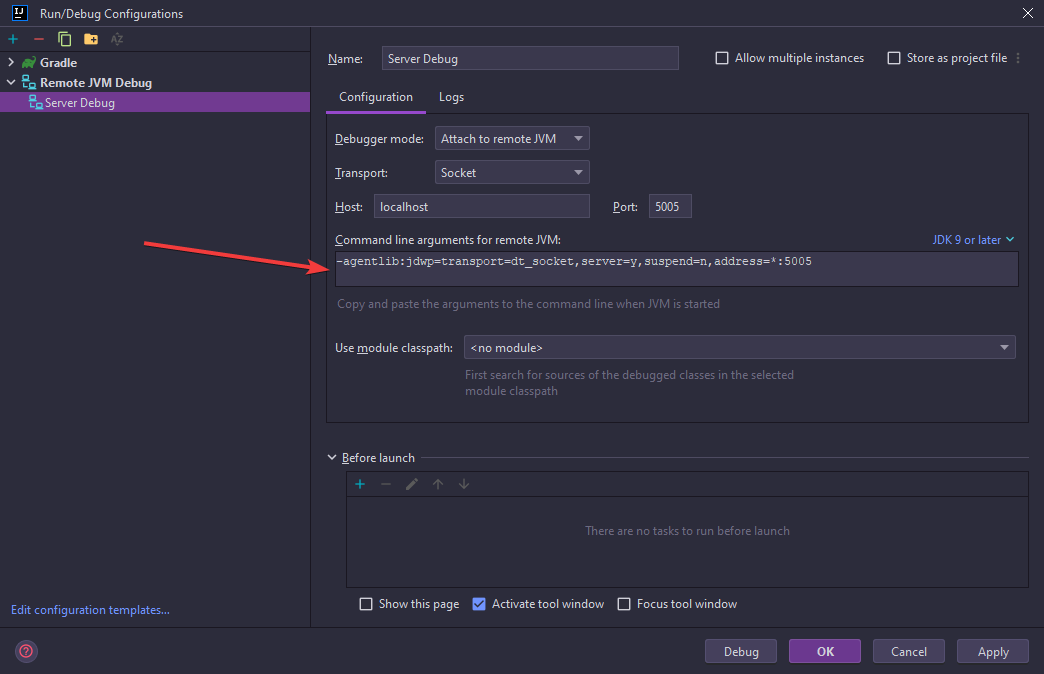 IJ
Run/Debug Configurations
Gradle
Remote JVM Debug
Server Debug
Edit configuration templates...
Name:
Server Debug
Allow multiple instances
Store as project file
Configuration
Logs
Debugger mode:
Attach to remote JVM
Transport:
Socket
Host:
localhost
Port:
5005
Command line arguments for remote JVM:
JDK 9 or later
-agentlib:jdwp=transport=dt_socket,server=y,suspend=n,address=*:5005
Copy and paste the arguments to the command line when JVM is started
Use module classpath:
<no module>
First search for sources of the debugged classes in the selected
module classpath
Before launch
There are no tasks to run before launch
Show this page
Activate tool window
Focus tool window
?
Debug
OK
Cancel
Apply